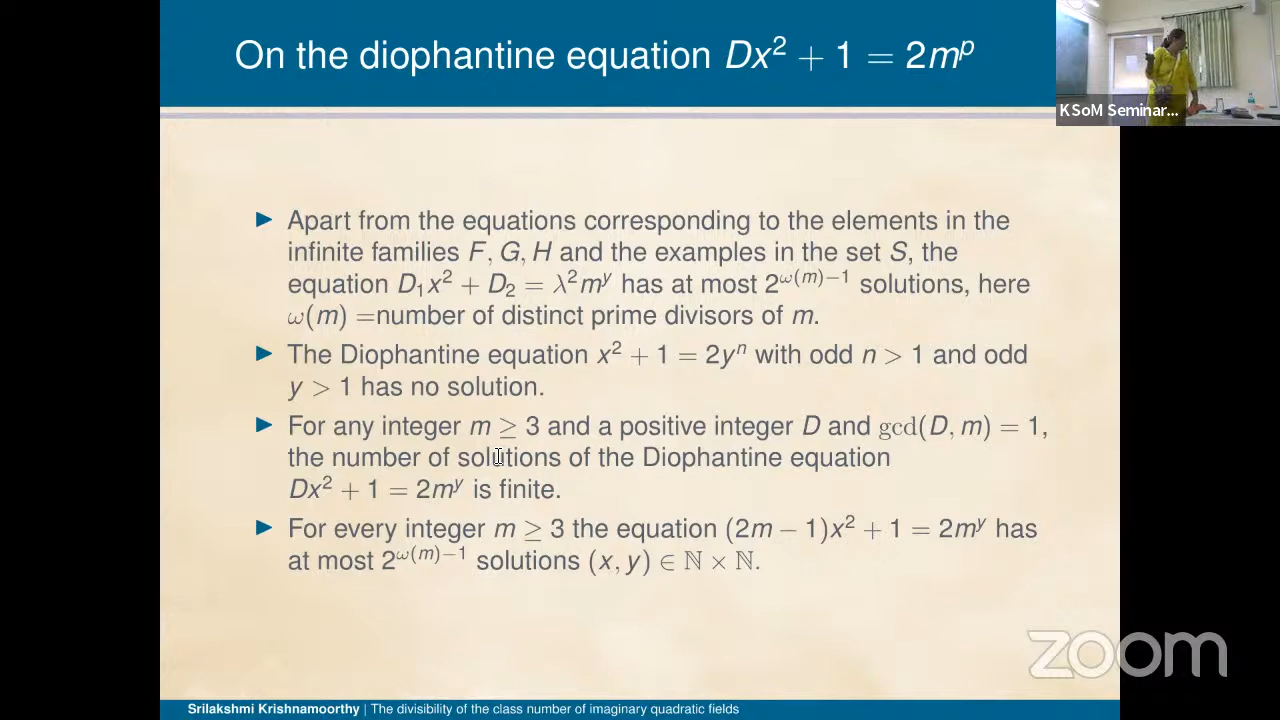 On the diophantine equation Dx² + 1 = 2mᵖ
KSoM Seminar...
▶ Apart from the equations corresponding to the elements in the
infinite families F, G, H and the examples in the set S, the
equation D₁x² + D₂ = λ²mʸ has at most 2^{ω(m)−1} solutions, here
ω(m) =number of distinct prime divisors of m.
▶ The Diophantine equation x² + 1 = 2yⁿ with odd n > 1 and odd
y > 1 has no solution.
▶ For any integer m ≥ 3 and a positive integer D and gcd(D, m) = 1,
the number of solutions of the Diophantine equation
Dx² + 1 = 2mʸ is finite.
▶ For every integer m ≥ 3 the equation (2m − 1)x² + 1 = 2mʸ has
at most 2^{ω(m)−1} solutions (x, y) ∈ ℕ × ℕ.
zoom
Srilakshmi Krishnamoorthy | The divisibility of the class number of imaginary quadratic fields